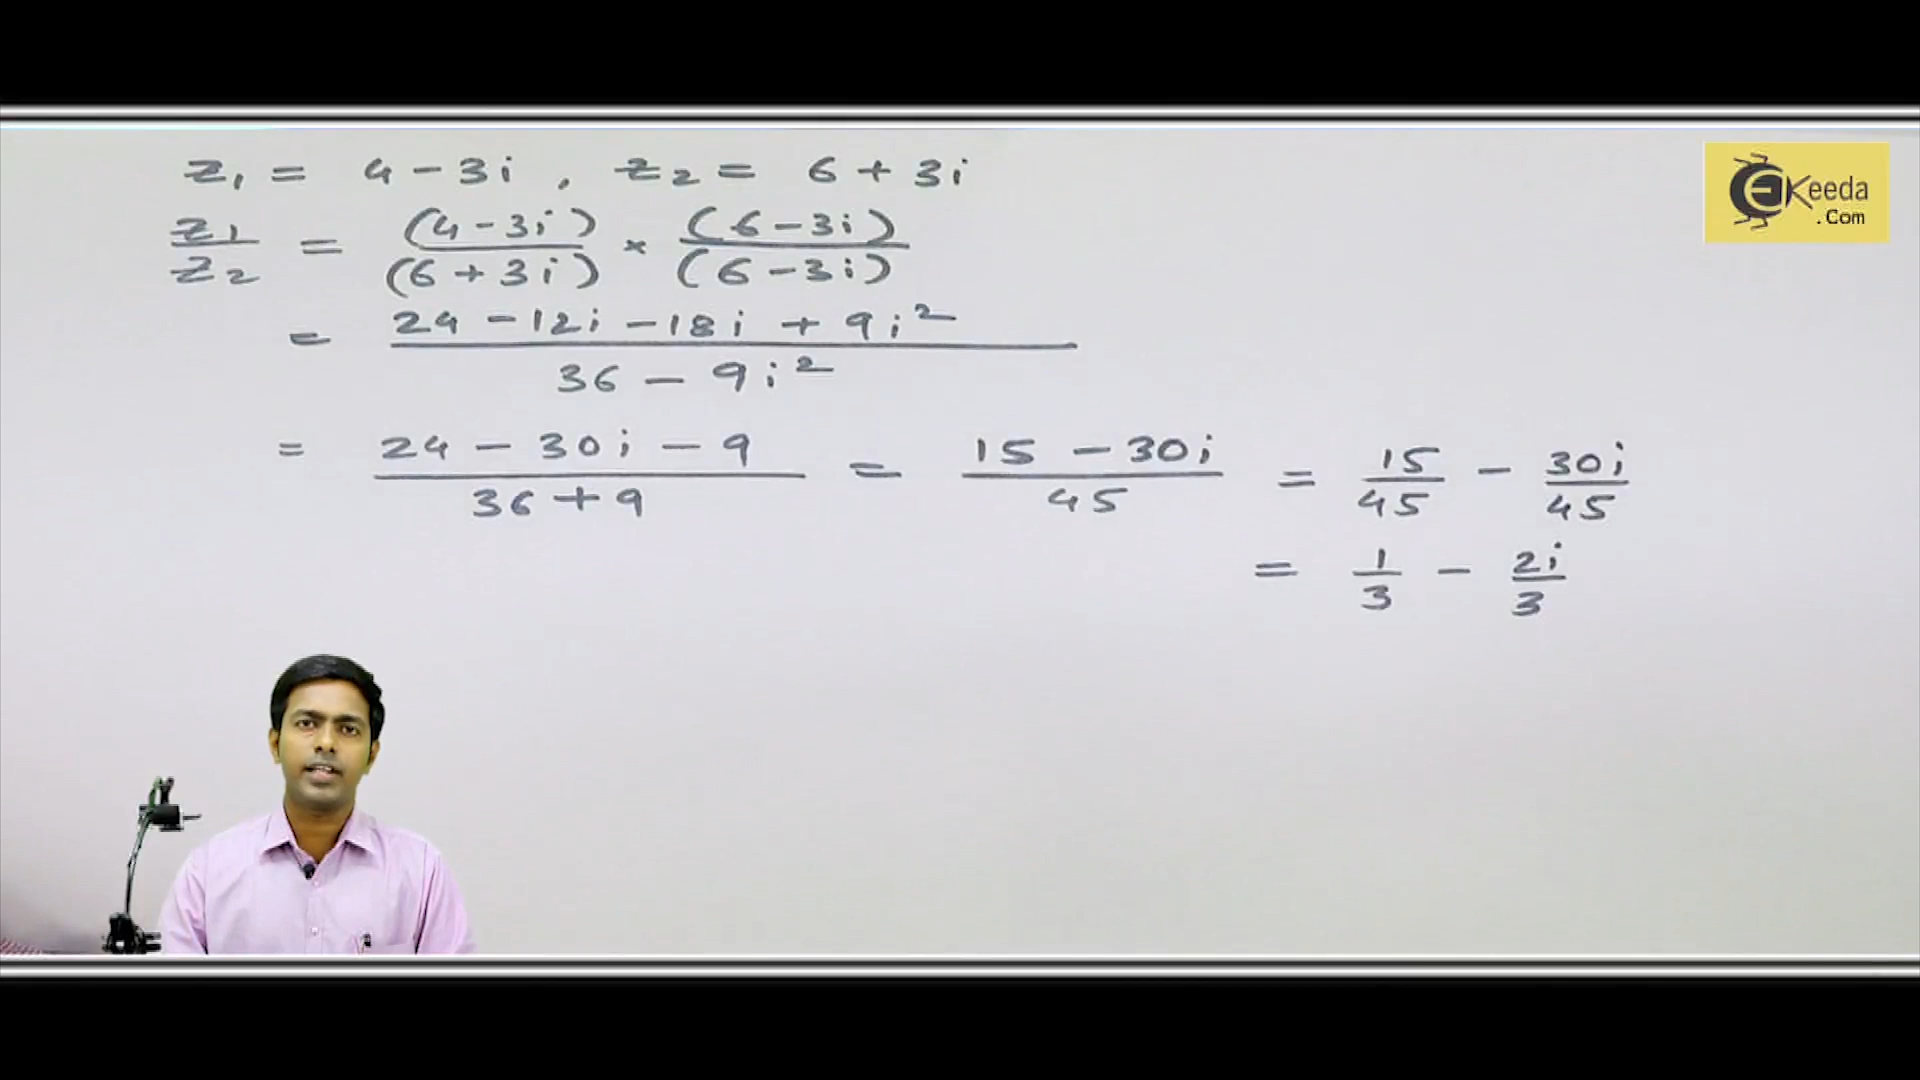 z₁ = 4 - 3i , z₂ = 6 + 3i
z₁/z₂ = (4 - 3i)/(6 + 3i) × (6 - 3i)/(6 - 3i)
= (24 - 12i - 18i + 9i²)/(36 - 9i²)
= (24 - 30i - 9)/(36 + 9) = (15 - 30i)/45 = 15/45 - 30i/45
= 1/3 - 2i/3
EKeeda
.Com